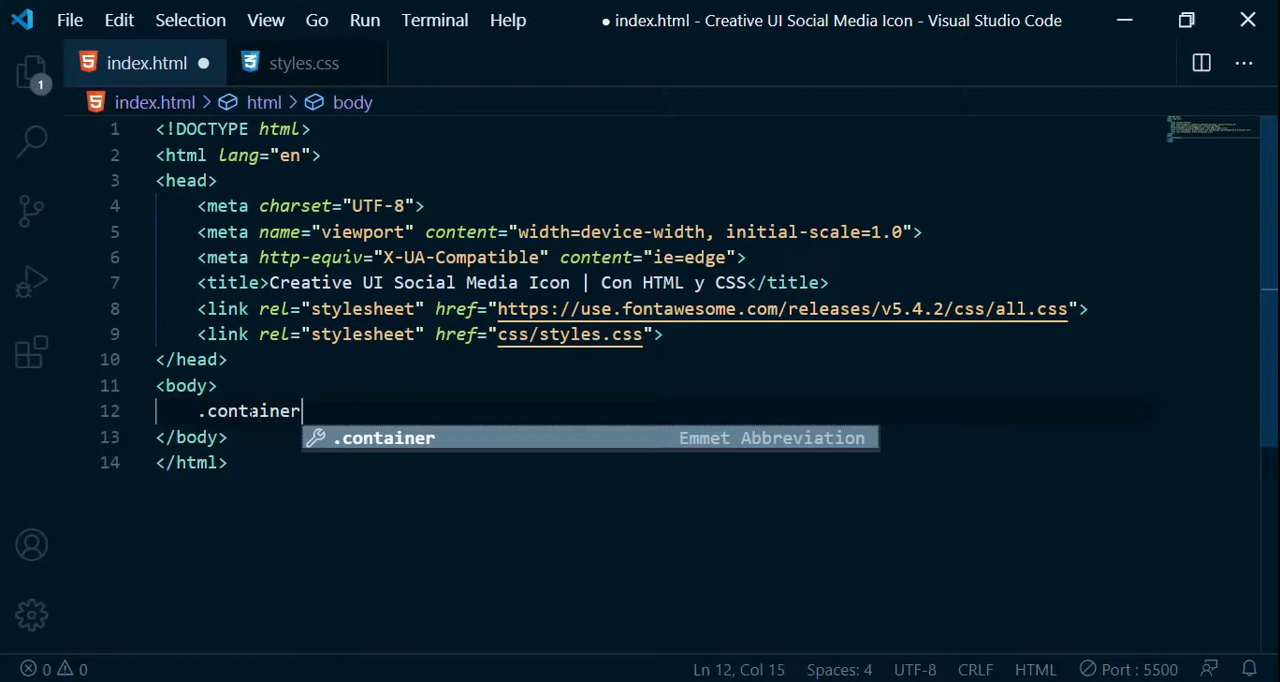 File Edit Selection View Go Run Terminal Help ● index.html - Creative UI Social Media Icon - Visual Studio Code
index.html ● styles.css
1
index.html > html > body
1 <!DOCTYPE html>
2 <html lang="en">
3 <head>
4 <meta charset="UTF-8">
5 <meta name="viewport" content="width=device-width, initial-scale=1.0">
6 <meta http-equiv="X-UA-Compatible" content="ie=edge">
7 <title>Creative UI Social Media Icon | Con HTML y CSS</title>
8 <link rel="stylesheet" href="https://use.fontawesome.com/releases/v5.4.2/css/all.css">
9 <link rel="stylesheet" href="css/styles.css">
10 </head>
11 <body>
12 .container
13 </body>
.container Emmet Abbreviation
14 </html>
0 0 Ln 12, Col 15 Spaces: 4 UTF-8 CRLF HTML Port : 5500